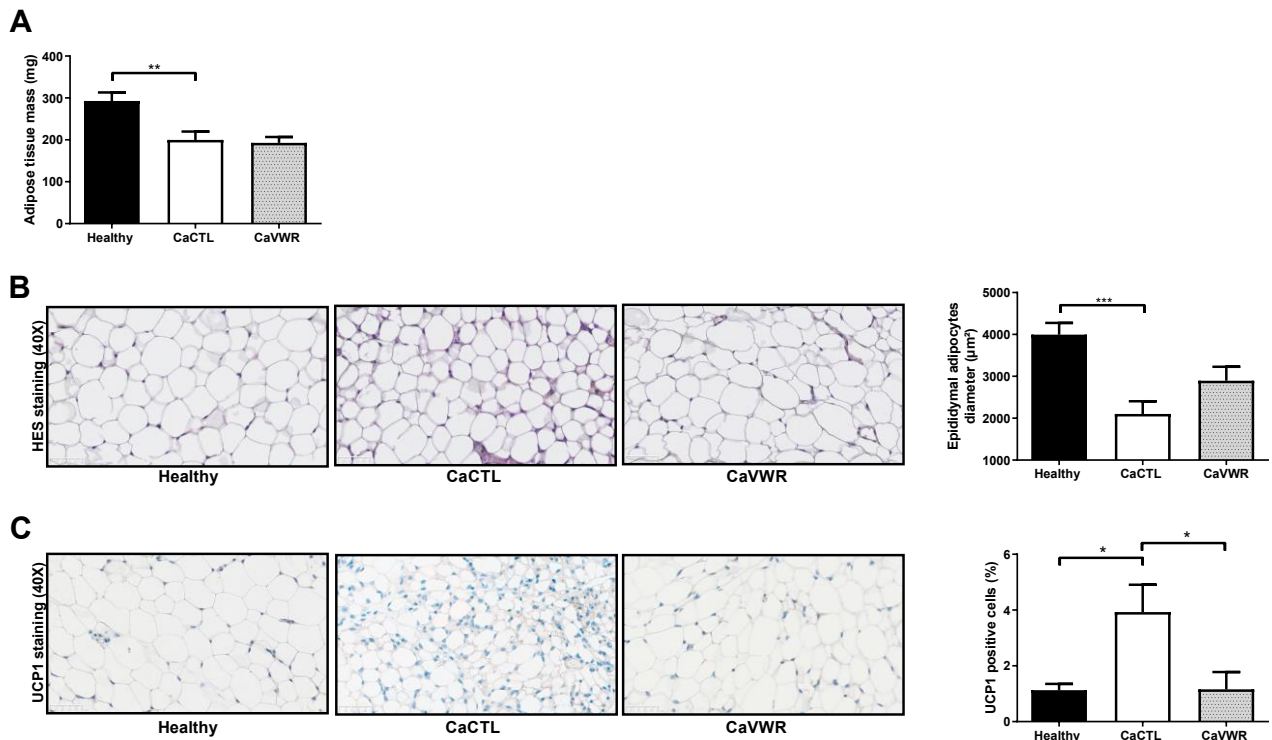 A
Adipose tissue mass (mg)
400
300
200
100
0
**
Healthy CaCTL CaVWR
B
HES staining (40X)
Healthy CaCTL CaVWR
Epididymal adipocytes
diameter (µm²)
5000
4000
3000
2000
1000
***
Healthy CaCTL CaVWR
C
UCP1 staining (40X)
Healthy CaCTL CaVWR
UCP1 positive cells (%)
6
4
2
0
* *
Healthy CaCTL CaVWR